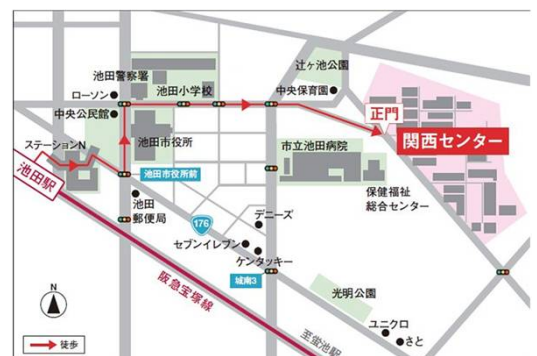 辻ヶ池公園
池田警察署
池田小学校
ローソン
中央保育園
中央公民館
正門
関西センター
ステーションN
池田市役所
市立池田病院
池田市役所前
池田駅
保健福祉
総合センター
池田
郵便局
176
デニーズ
セブンイレブン
ケンタッキー
阪急宝塚線
城南3
光明公園
N
至蛍池駅
ユニクロ
さと
徒歩